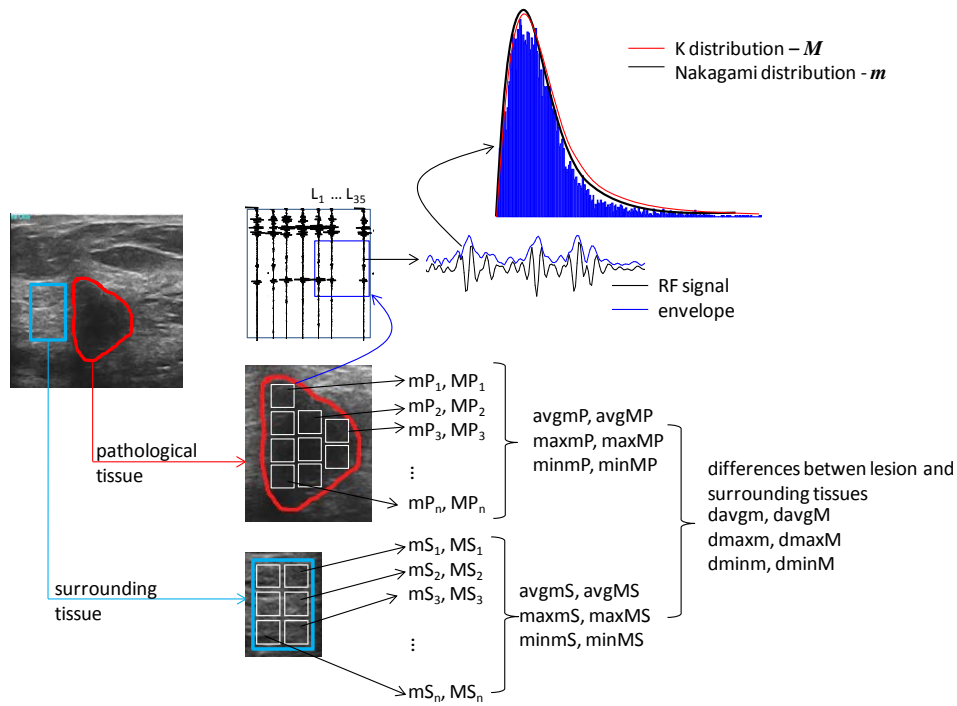 K distribution – M
Nakagami distribution - m
L1 ... L35
RF signal
envelope
mP1, MP1
mP2, MP2
mP3, MP3
...
mPn, MPn
avgmP, avgMP
maxmP, maxMP
minmP, minMP
pathological
tissue
differences betwen lesion and
surrounding tissues
davgm, davgM
dmaxm, dmaxM
dminm, dminM
surrounding
tissue
mS1, MS1
mS2, MS2
mS3, MS3
...
mSn, MSn
avgmS, avgMS
maxmS, maxMS
minmS, minMS